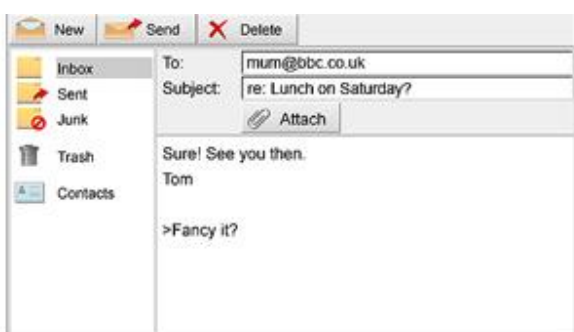 New Send Delete
Inbox
Sent
Junk
Trash
Contacts
To: mum@bbc.co.uk
Subject: re: Lunch on Saturday?
Attach
Sure! See you then.
Tom
>Fancy it?